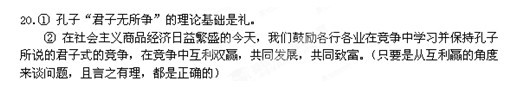 20.① 孔子“君子无所争”的理论基础是礼。
② 在社会主义商品经济日益繁盛的今天，我们鼓励各行各业在竞争中学习并保持孔
子所说的君子式的竞争，在竞争中互利双赢，共同发展，共同致富。（只要是从互利赢的角度
来谈问题，且言之有理，都是正确的）